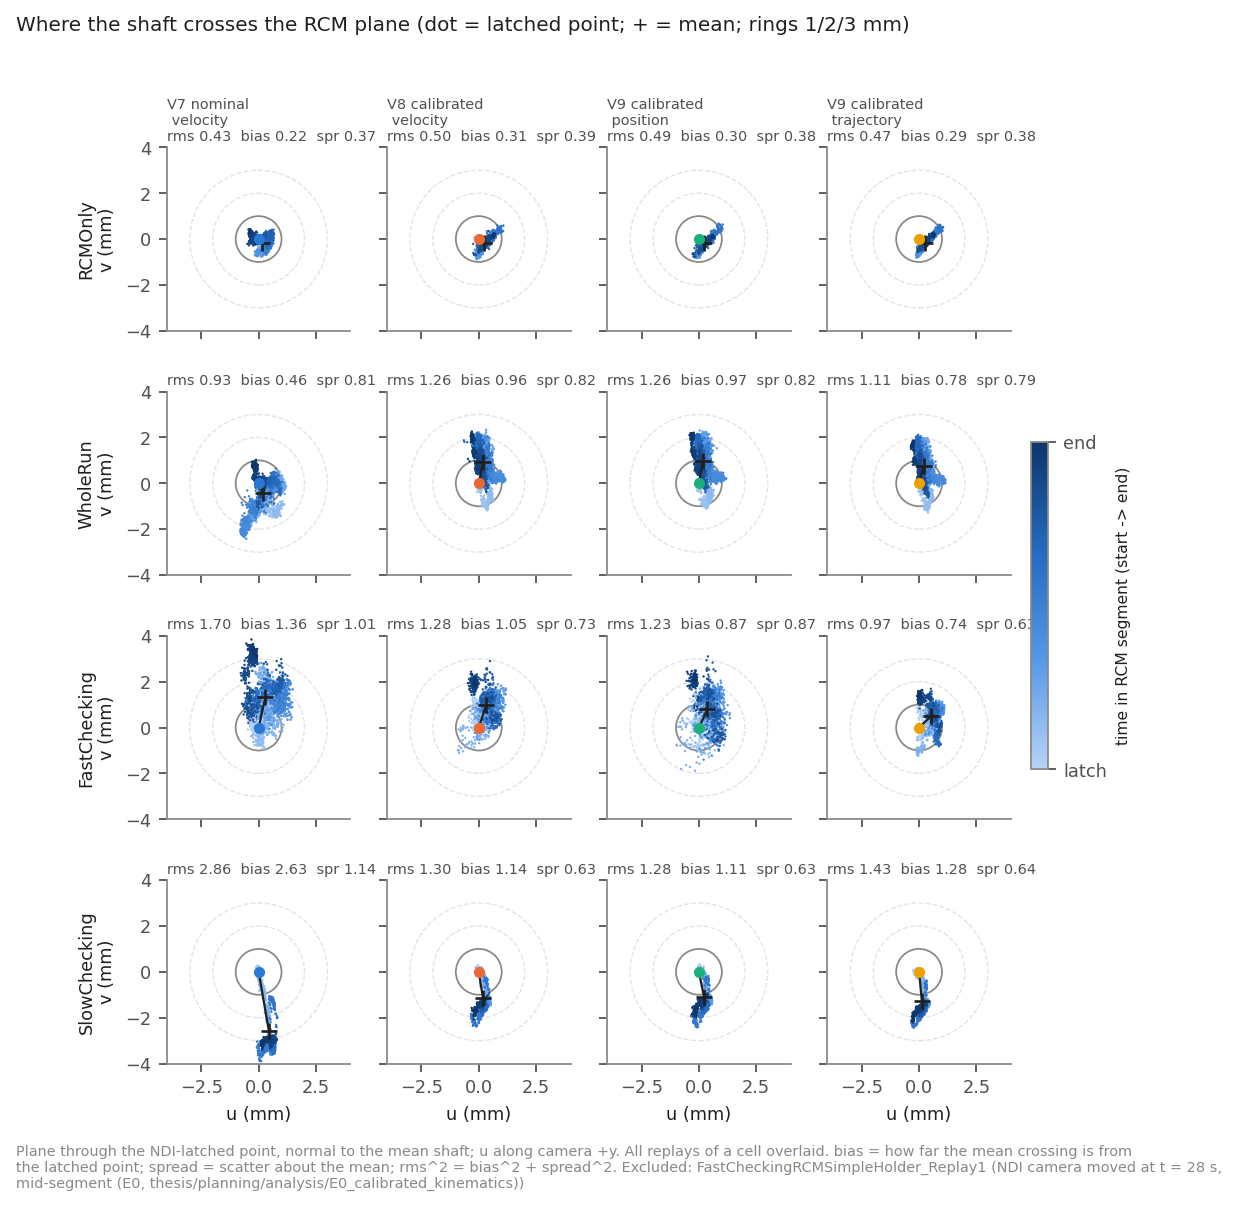 Where the shaft crosses the RCM plane (dot = latched point; + = mean; rings 1/2/3 mm)
V7 nominal
velocity
rms 0.43 bias 0.22 spr 0.37
V8 calibrated
velocity
rms 0.50 bias 0.31 spr 0.39
V9 calibrated
position
rms 0.49 bias 0.30 spr 0.38
V9 calibrated
trajectory
rms 0.47 bias 0.29 spr 0.38
RCMOnly
v (mm)
4
2
0
−2
−4
rms 0.93 bias 0.46 spr 0.81
rms 1.26 bias 0.96 spr 0.82
rms 1.26 bias 0.97 spr 0.82
rms 1.11 bias 0.78 spr 0.79
WholeRun
v (mm)
4
2
0
−2
−4
rms 1.70 bias 1.36 spr 1.01
rms 1.28 bias 1.05 spr 0.73
rms 1.23 bias 0.87 spr 0.87
rms 0.97 bias 0.74 spr 0.63
FastChecking
v (mm)
4
2
0
−2
−4
rms 2.86 bias 2.63 spr 1.14
rms 1.30 bias 1.14 spr 0.63
rms 1.28 bias 1.11 spr 0.63
rms 1.43 bias 1.28 spr 0.64
SlowChecking
v (mm)
4
2
0
−2
−4
−2.5 0.0 2.5
−2.5 0.0 2.5
−2.5 0.0 2.5
−2.5 0.0 2.5
u (mm)
u (mm)
u (mm)
u (mm)
end
latch
time in RCM segment (start -> end)
Plane through the NDI-latched point, normal to the mean shaft; u along camera +y. All replays of a cell overlaid. bias = how far the mean crossing is from
the latched point; spread = scatter about the mean; rms^2 = bias^2 + spread^2. Excluded: FastCheckingRCMSimpleHolder_Replay1 (NDI camera moved at t = 28 s,
mid-segment (E0, thesis/planning/analysis/E0_calibrated_kinematics))